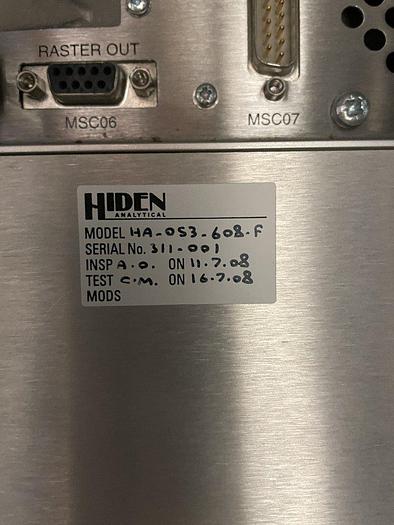 RASTER OUT
MSC06
MSC07
HIDEN
ANALYTICAL
MODEL HA-053-608-F
SERIAL No. 311-001
INSP A.O. ON 11.7.08
TEST C.M. ON 16.7.08
MODS